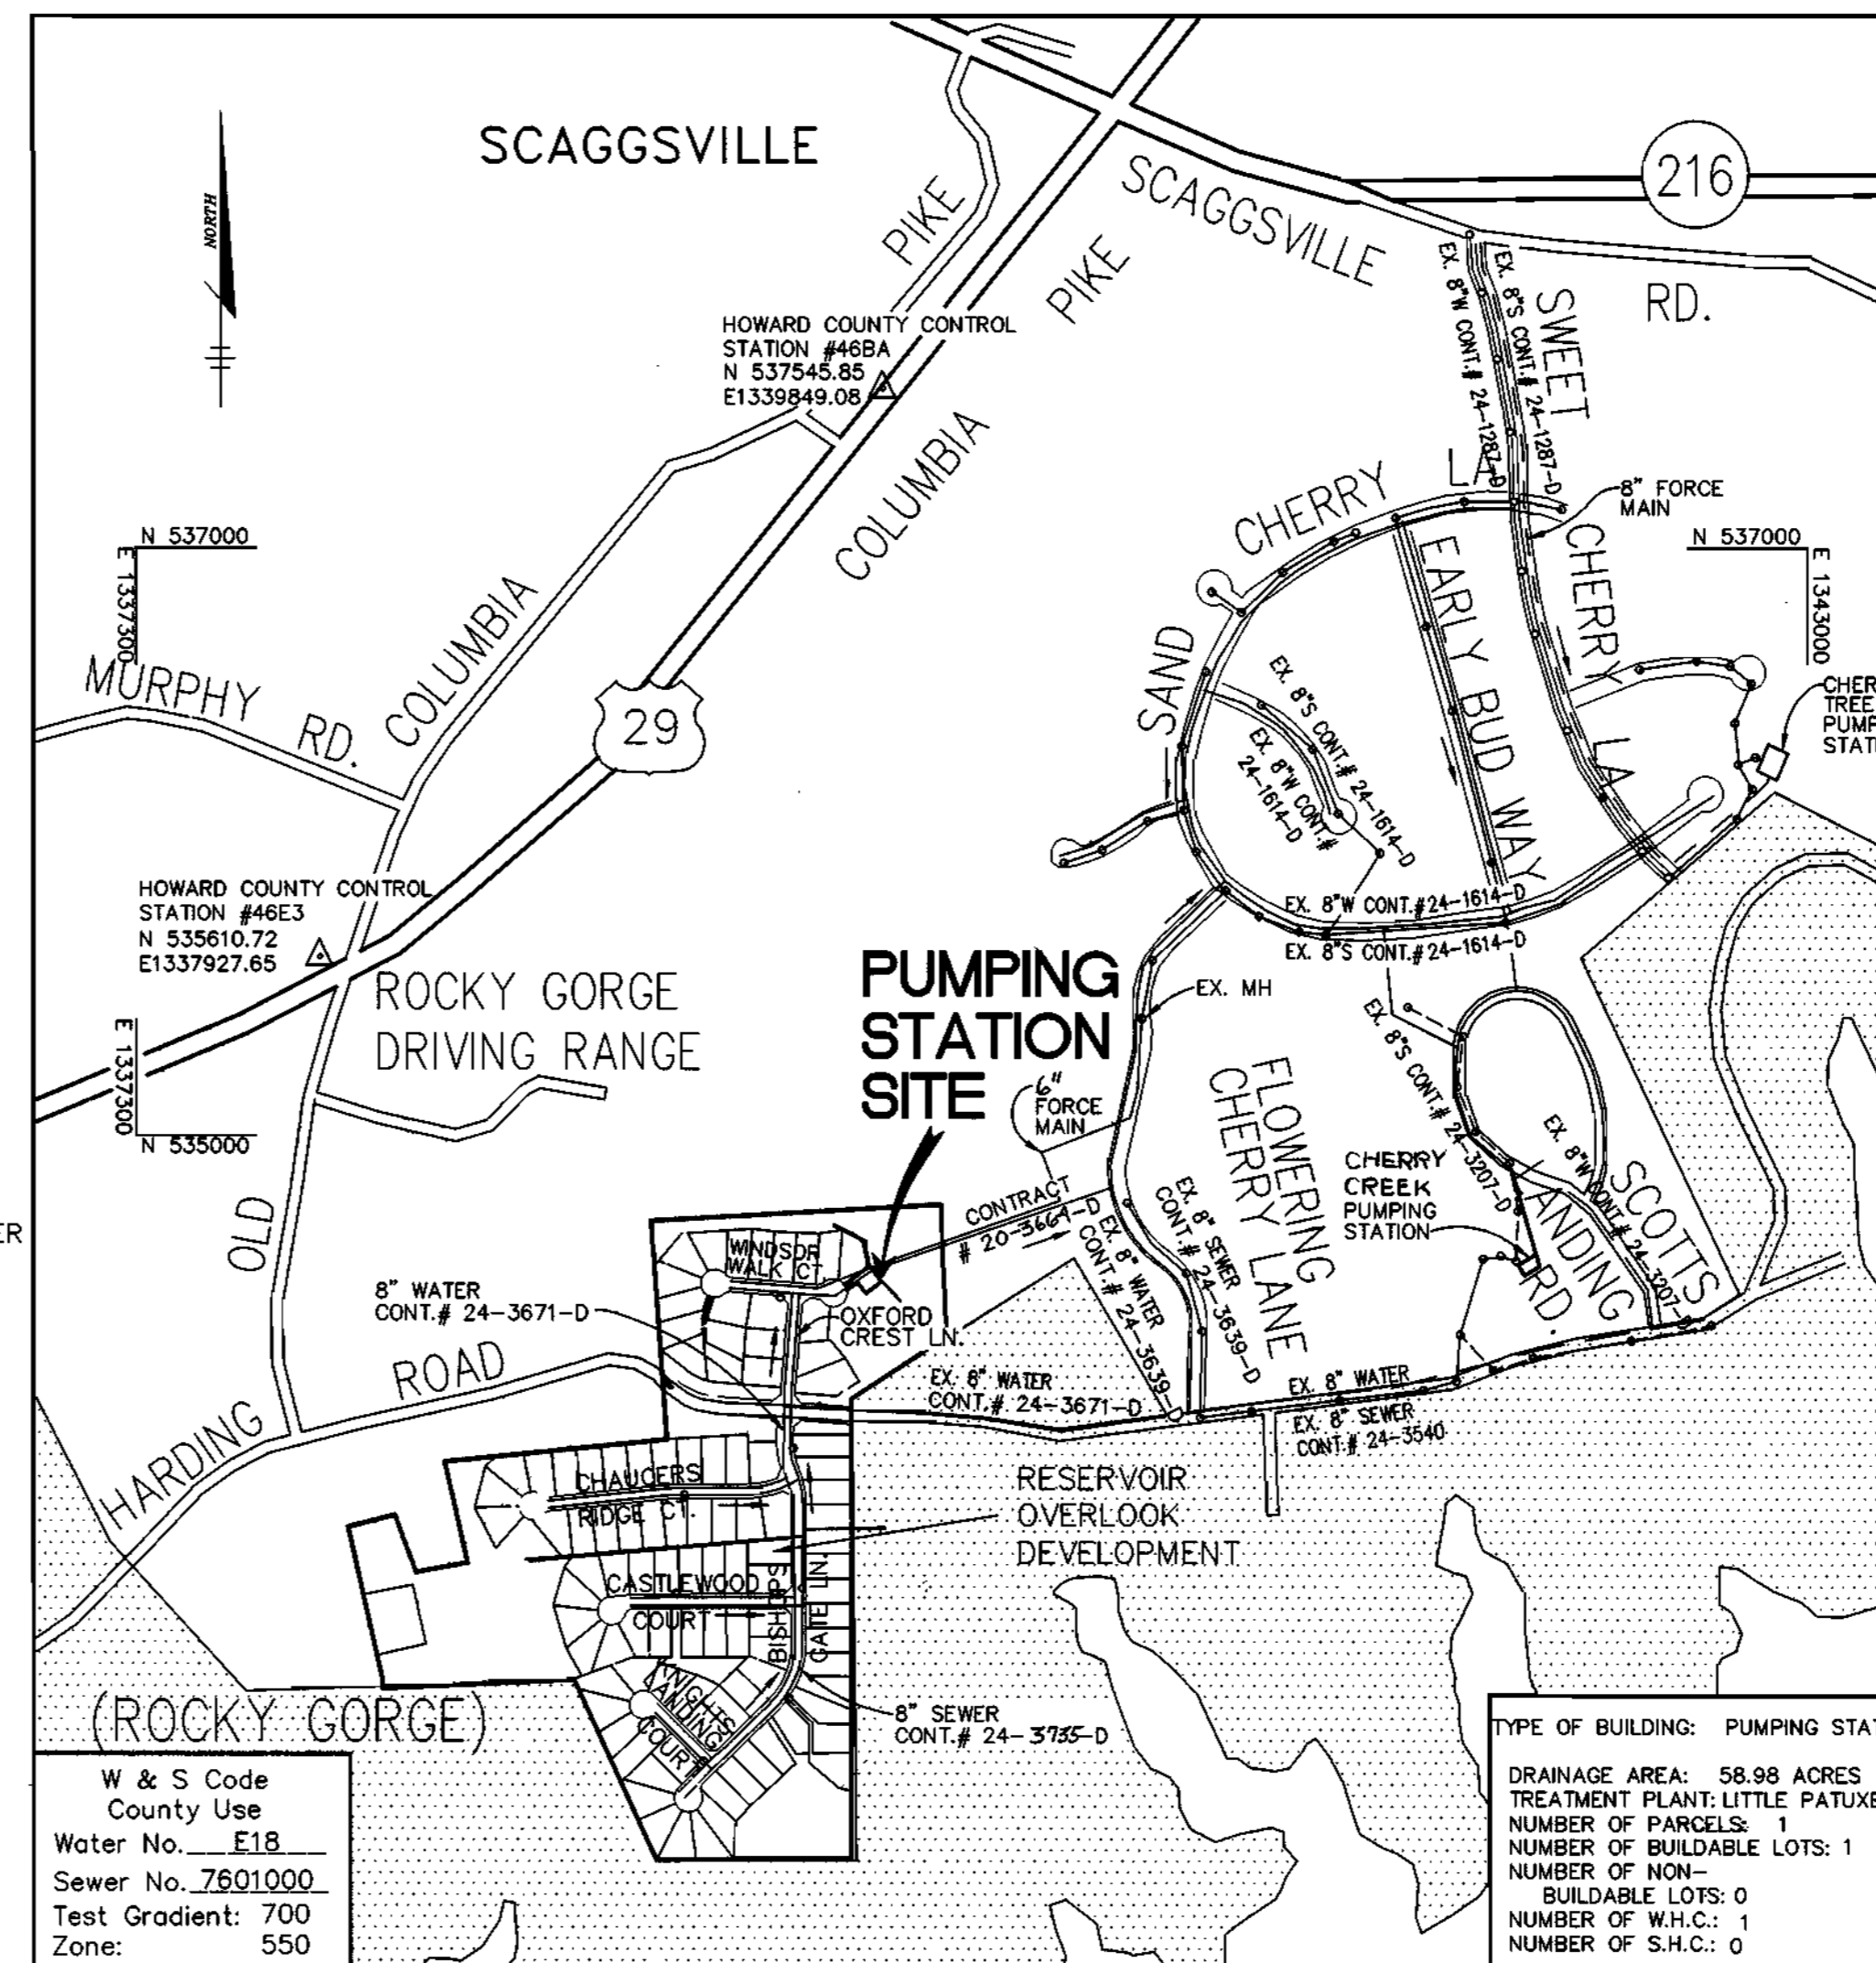 SCAGGSVILLE
216
NORTH
PIKE
SCAGGSVILLE
RD.
PIKE
HOWARD COUNTY CONTROL
STATION #46BA
N 537545.85
E1339849.08
EX. 8"W CONT.# 24-1287-D
EX. 8"S CONT.# 24-1287-D
SWEET
CHERRY LA
COLUMBIA
8" FORCE
MAIN
N 537000
E 1337300
N 537000
E 1343000
CHERRY
LA
EARLY BUD WAY
SAND
COLUMBIA
MURPHY
RD.
29
EX. 8"S CONT.# 24-1614-D
EX. 8"W CONT.#
24-1614-D
TREE
HOWARD COUNTY CONTROL
STATION #46E3
N 535610.72
E1337927.65
EX. 8"W CONT.#24-1614-D
EX. 8"S CONT.#24-1614-D
ROCKY GORGE
DRIVING RANGE
PUMPING
STATION
SITE
EX. MH
E 1337300
N 535000
6"
FORCE
MAIN
FLOWERING
CHERRY LANE
EX. 8"S CONT.# 24-3207-D
EX. 8"W CONT.# 24-3207-D
CHERRY
CREEK
PUMPING
STATION
SCOTTS
ANDING
RD.
OLD
CONTRACT
# 20-3664-D
EX. 8" WATER
CONT.# 24-3639-D
EX. 8" SEWER
CONT.# 24-3639-D
WINDSOR
WALK CT
8" WATER
CONT.# 24-3671-D
OXFORD
CREST LN.
HARDING
ROAD
EX. 8" WATER
CONT.# 24-3671-D
EX. 8" WATER
EX. 8" SEWER
CONT.# 24-3540
CHAUCERS
RIDGE CT.
RESERVOIR
OVERLOOK
DEVELOPMENT
CASTLEWOOD
COURT
BISHOPS
GATE LN.
KNIGHTS
LANDING
COURT
8" SEWER
CONT.# 24-3735-D
(ROCKY GORGE)
W & S Code
County Use
Water No. E18
Sewer No. 7601000
Test Gradient: 700
Zone: 550
TYPE OF BUILDING: PUMPING STA
DRAINAGE AREA: 58.98 ACRES
TREATMENT PLANT: LITTLE PATUXE
NUMBER OF PARCELS: 1
NUMBER OF BUILDABLE LOTS: 1
NUMBER OF NON-
BUILDABLE LOTS: 0
NUMBER OF W.H.C.: 1
NUMBER OF S.H.C.: 0